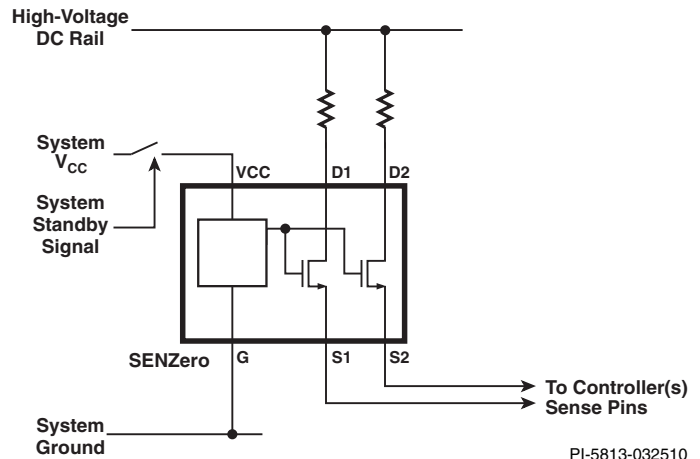 High-Voltage
DC Rail
System
VCC
VCC
D1
D2
System
Standby
Signal
SENZero
G
S1
S2
To Controller(s)
Sense Pins
System
Ground
PI-5813-032510